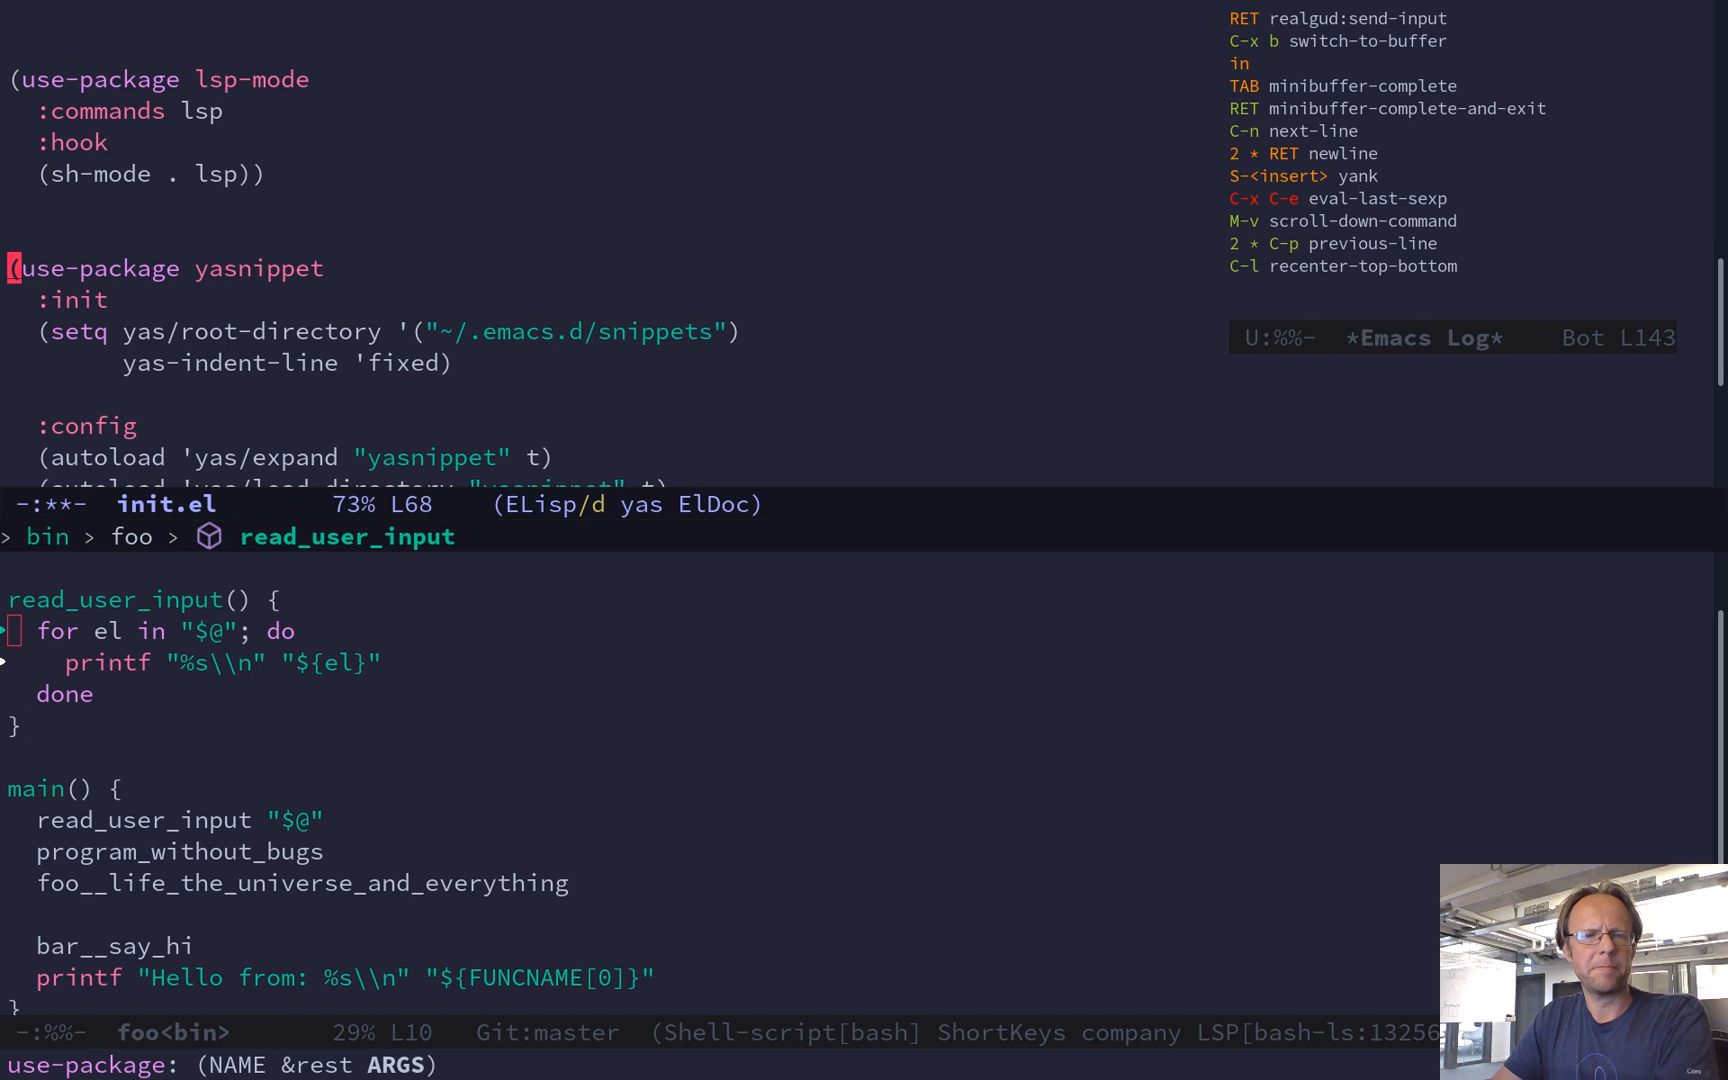 (use-package lsp-mode
:commands lsp
:hook
(sh-mode . lsp))
(use-package yasnippet
:init
(setq yas/root-directory '("~/.emacs.d/snippets")
yas-indent-line 'fixed)
:config
(autoload 'yas/expand "yasnippet" t)
(autoload 'yas/load-directory "yasnippet" t)
-:**- init.el 73% L68 (ELisp/d yas ElDoc)
RET realgud:send-input
C-x b switch-to-buffer
in
TAB minibuffer-complete
RET minibuffer-complete-and-exit
C-n next-line
2 * RET newline
S-<insert> yank
C-x C-e eval-last-sexp
M-v scroll-down-command
2 * C-p previous-line
C-l recenter-top-bottom
U:%%- *Emacs Log* Bot L143
> bin > foo > read_user_input
read_user_input() {
for el in "$@"; do
printf "%s\\n" "${el}"
done
}
main() {
read_user_input "$@"
program_without_bugs
foo__life_the_universe_and_everything
bar__say_hi
printf "Hello from: %s\\n" "${FUNCNAME[0]}"
}
-:%%- foo<bin> 29% L10 Git:master (Shell-script[bash] ShortKeys company LSP[bash-ls:13256
use-package: (NAME &rest ARGS)